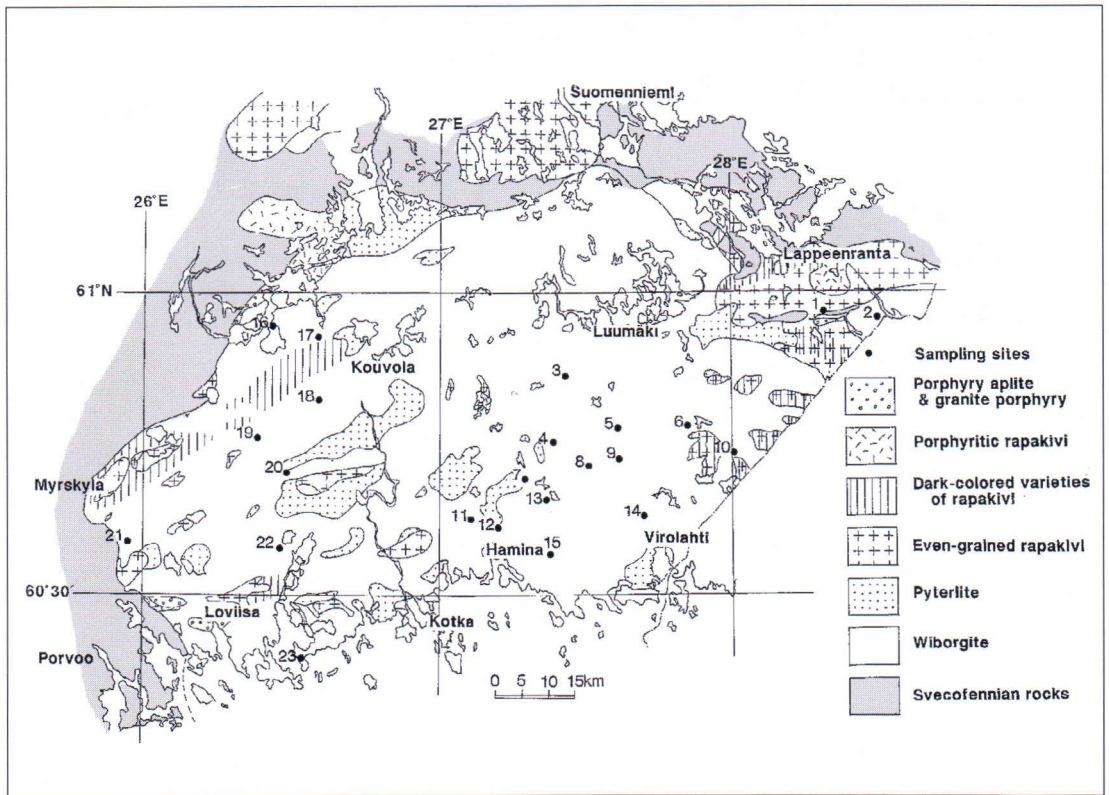 Suomenniemi
27°E
28°E
26°E
Lappeenranta
61°N
1
2
16
17
Luumäki
Sampling sites
Kouvola
3
Porphyry aplite
& granite porphyry
18
5
6
19
4
Porphyritic rapakivi
20
8
9
10
7
Myrskyla
13
Dark-colored varieties
of rapakivi
11
12
14
21
22
Hamina
15
Virolahti
Even-grained rapakivi
60°30'
Loviisa
Pyterlite
Kotka
Porvoo
23
Wiborgite
0 5 10 15km
Svecofennian rocks